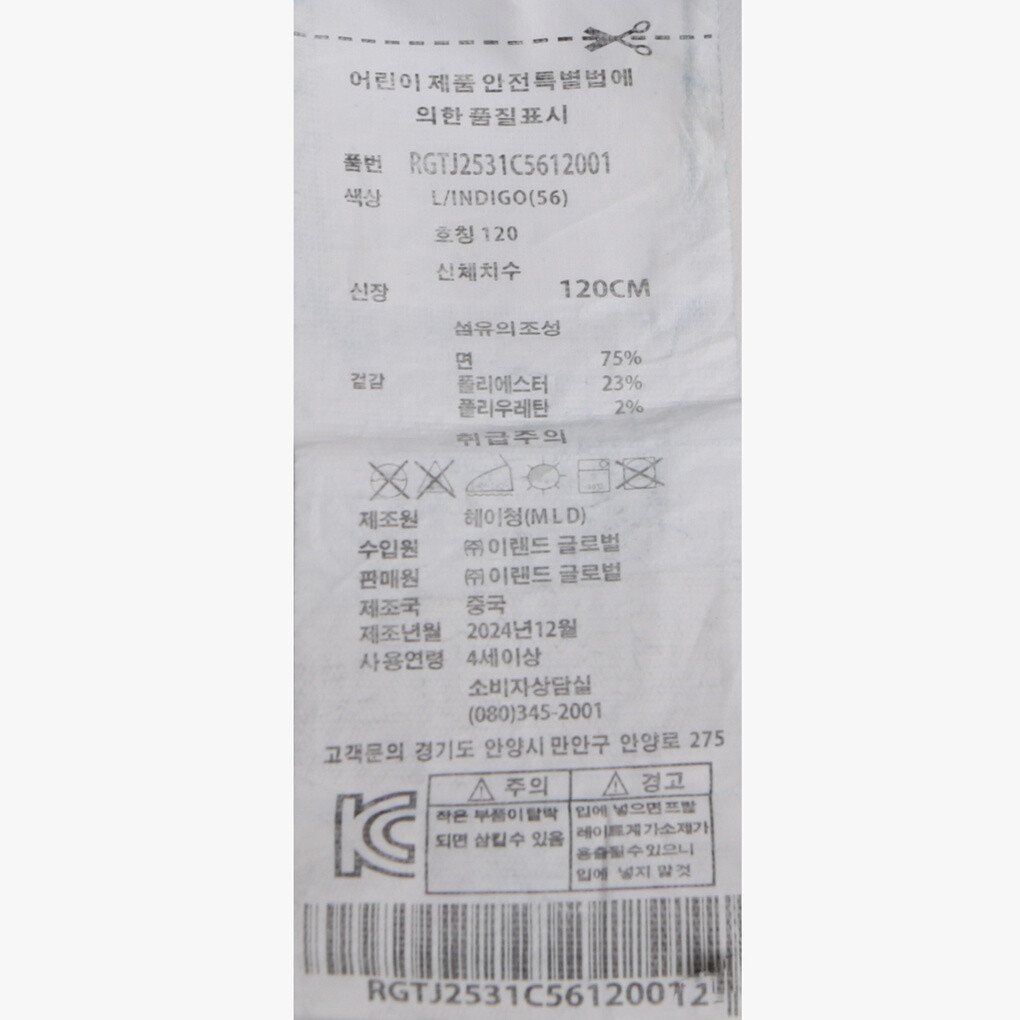 어린이 제품 안전특별법에
의한 품질표시
품번 RGTJ2531C5612001
색상 L/INDIGO(56)
호칭 120
신체치수
신장 120CM
섬유의조성
면 75%
겉감 폴리에스터 23%
폴리우레탄 2%
취급주의
제조원 헤이청(MLD)
수입원 ㈜이랜드 글로벌
판매원 ㈜이랜드 글로벌
제조국 중국
제조년월 2024년12월
사용연령 4세이상
소비자상담실
(080)345-2001
고객문의 경기도 안양시 만안구 안양로 275
주의
작은 부품이탈락
되면 삼킬수 있음
경고
입에 넣으면프탈
레이트계가소제가
용출될수있으니
입에 넣지 말것
KC
RGTJ2531C5612001